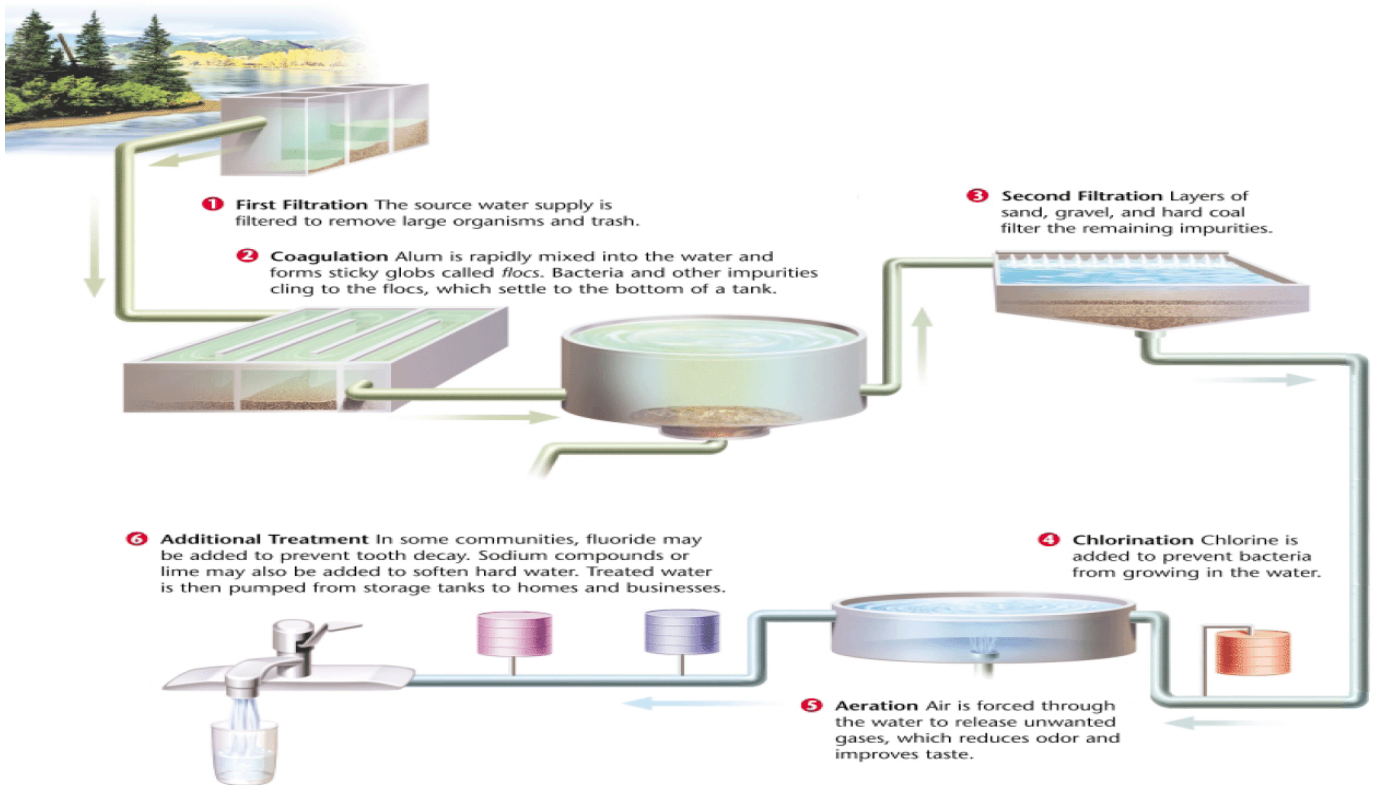 1 First Filtration The source water supply is
filtered to remove large organisms and trash.
2 Coagulation Alum is rapidly mixed into the water and
forms sticky globs called flocs. Bacteria and other impurities
cling to the flocs, which settle to the bottom of a tank.
3 Second Filtration Layers of
sand, gravel, and hard coal
filter the remaining impurities.
4 Chlorination Chlorine is
added to prevent bacteria
from growing in the water.
5 Aeration Air is forced through
the water to release unwanted
gases, which reduces odor and
improves taste.
6 Additional Treatment In some communities, fluoride may
be added to prevent tooth decay. Sodium compounds or
lime may also be added to soften hard water. Treated water
is then pumped from storage tanks to homes and businesses.